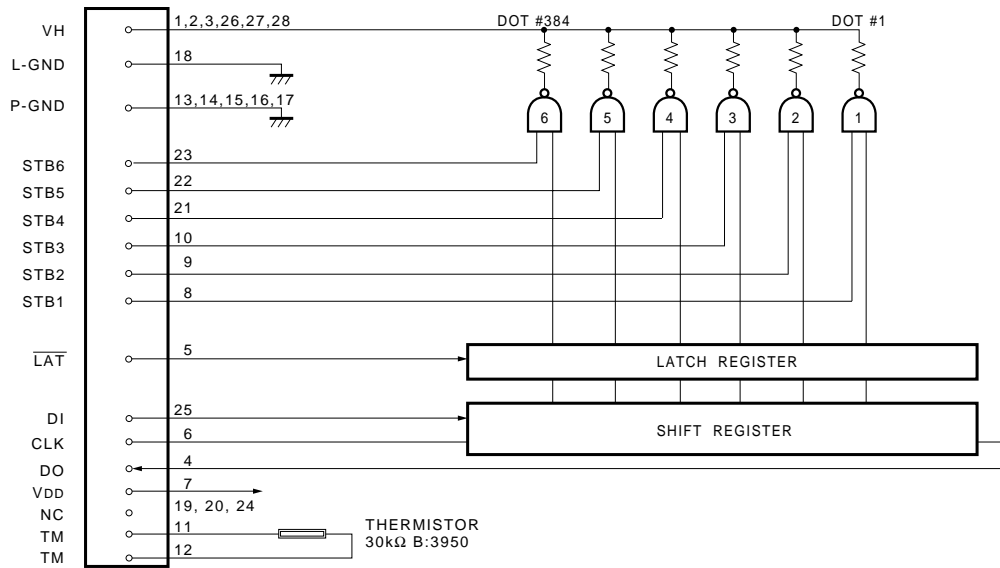 VH 1,2,3,26,27,28 DOT #384 DOT #1
L-GND 18
P-GND 13,14,15,16,17
6 5 4 3 2 1
STB6 23
STB5 22
STB4 21
STB3 10
STB2 9
STB1 8
LAT 5 LATCH REGISTER
DI 25
CLK 6 SHIFT REGISTER
DO 4
VDD 7
NC 19, 20, 24
TM 11 THERMISTOR
30kΩ B:3950
TM 12